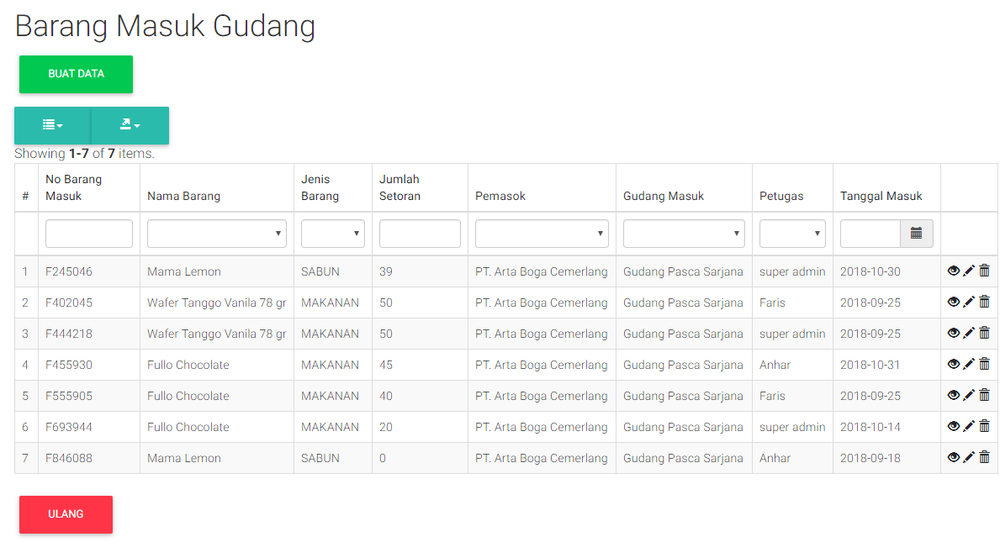 Barang Masuk Gudang
BUAT DATA
Showing 1-7 of 7 items.
# No Barang Masuk Nama Barang Jenis Barang Jumlah Setoran Pemasok Gudang Masuk Petugas Tanggal Masuk
1 F245046 Mama Lemon SABUN 39 PT. Arta Boga Cemerlang Gudang Pasca Sarjana super admin 2018-10-30
2 F402045 Wafer Tanggo Vanila 78 gr MAKANAN 50 PT. Arta Boga Cemerlang Gudang Pasca Sarjana Faris 2018-09-25
3 F444218 Wafer Tanggo Vanila 78 gr MAKANAN 50 PT. Arta Boga Cemerlang Gudang Pasca Sarjana super admin 2018-09-25
4 F455930 Fullo Chocolate MAKANAN 45 PT. Arta Boga Cemerlang Gudang Pasca Sarjana Anhar 2018-10-31
5 F555905 Fullo Chocolate MAKANAN 40 PT. Arta Boga Cemerlang Gudang Pasca Sarjana Faris 2018-09-25
6 F693944 Fullo Chocolate MAKANAN 20 PT. Arta Boga Cemerlang Gudang Pasca Sarjana super admin 2018-10-14
7 F846088 Mama Lemon SABUN 0 PT. Arta Boga Cemerlang Gudang Pasca Sarjana Anhar 2018-09-18
ULANG